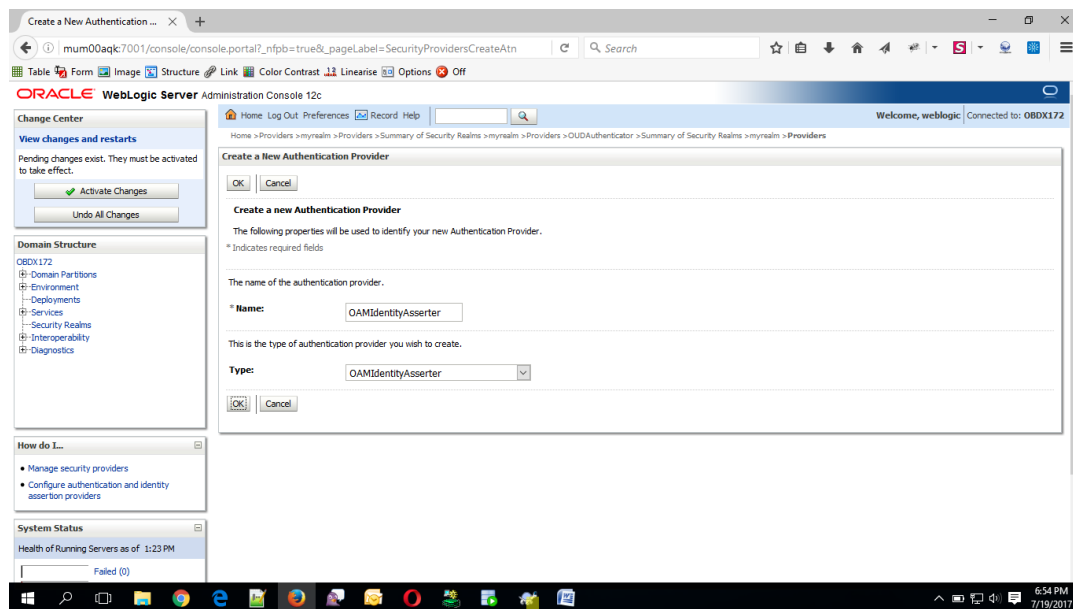 Create a New Authentication ...
mum00aqk:7001/console/console.portal?_nfpb=true&_pageLabel=SecurityProvidersCreateAtn
Search
Table Form Image Structure Link Color Contrast Linearise Options Off
ORACLE WebLogic Server Administration Console 12c
Change Center
View changes and restarts
Pending changes exist. They must be activated
to take effect.
Activate Changes
Undo All Changes
Domain Structure
OBDX172
Domain Partitions
Environment
Deployments
Services
Security Realms
Interoperability
Diagnostics
How do I...
Manage security providers
Configure authentication and identity
assertion providers
System Status
Health of Running Servers as of 1:23 PM
Failed (0)
Home Log Out Preferences Record Help
Welcome, weblogic Connected to: OBDX172
Home >Providers >myrealm >Providers >Summary of Security Realms >myrealm >Providers >OUDAuthenticator >Summary of Security Realms >myrealm >Providers
Create a New Authentication Provider
OK Cancel
Create a new Authentication Provider
The following properties will be used to identify your new Authentication Provider.
* Indicates required fields
The name of the authentication provider.
* Name: OAMIdentityAsserter
This is the type of authentication provider you wish to create.
Type: OAMIdentityAsserter
OK Cancel
6:54 PM
7/19/2017